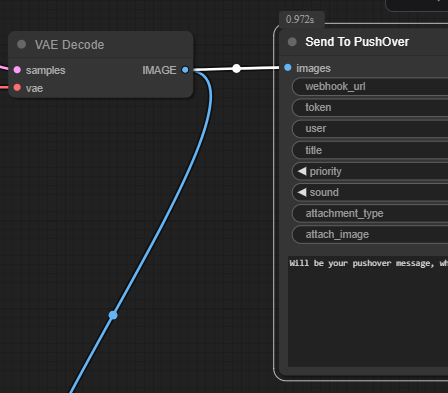 0.972s
VAE Decode
samples
IMAGE
vae
Send To PushOver
images
webhook_url
token
user
title
priority
sound
attachment_type
attach_image
Will be your pushover message, wh